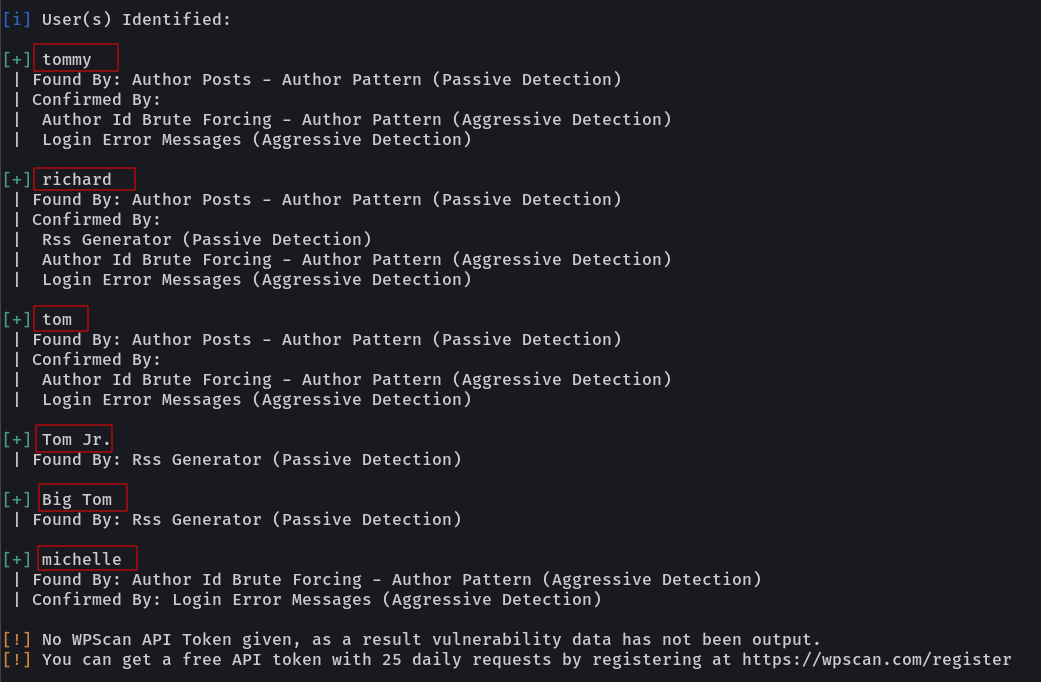 [i] User(s) Identified:
[+] tommy
| Found By: Author Posts - Author Pattern (Passive Detection)
| Confirmed By:
|  Author Id Brute Forcing - Author Pattern (Aggressive Detection)
|  Login Error Messages (Aggressive Detection)
[+] richard
| Found By: Author Posts - Author Pattern (Passive Detection)
| Confirmed By:
|  Rss Generator (Passive Detection)
|  Author Id Brute Forcing - Author Pattern (Aggressive Detection)
|  Login Error Messages (Aggressive Detection)
[+] tom
| Found By: Author Posts - Author Pattern (Passive Detection)
| Confirmed By:
|  Author Id Brute Forcing - Author Pattern (Aggressive Detection)
|  Login Error Messages (Aggressive Detection)
[+] Tom Jr.
| Found By: Rss Generator (Passive Detection)
[+] Big Tom
| Found By: Rss Generator (Passive Detection)
[+] michelle
| Found By: Author Id Brute Forcing - Author Pattern (Aggressive Detection)
| Confirmed By: Login Error Messages (Aggressive Detection)
[!] No WPScan API Token given, as a result vulnerability data has not been output.
[!] You can get a free API token with 25 daily requests by registering at https://wpscan.com/register